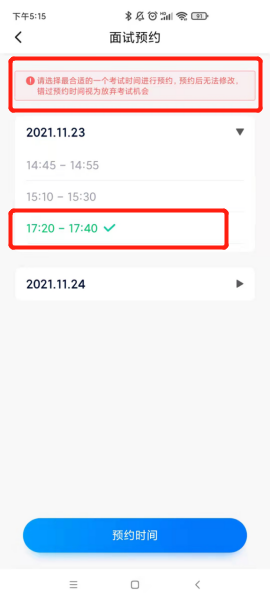 下午5:15
91
面试预约
请选择最合适的一个考试时间进行预约，预约后无法修改，
错过预约时间视为放弃考试机会
2021.11.23
14:45 - 14:55
15:10 - 15:30
17:20 - 17:40
2021.11.24
预约时间